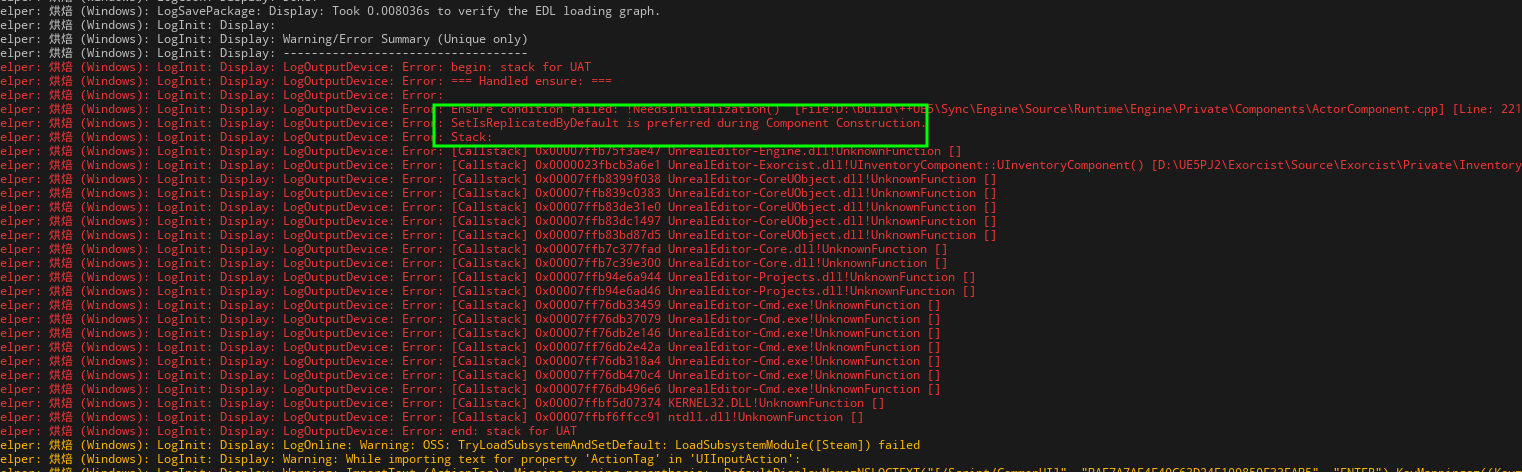 elper: 烘焙 (Windows): LogSavePackage: Display: Took 0.008036s to verify the EDL loading graph.
elper: 烘焙 (Windows): LogInit: Display:
elper: 烘焙 (Windows): LogInit: Display: Warning/Error Summary (Unique only)
elper: 烘焙 (Windows): LogInit: Display: -----------------------------------
elper: 烘焙 (Windows): LogInit: Display: LogOutputDevice: Error: begin: stack for UAT
elper: 烘焙 (Windows): LogInit: Display: LogOutputDevice: Error: === Handled ensure: ===
elper: 烘焙 (Windows): LogInit: Display: LogOutputDevice: Error:
elper: 烘焙 (Windows): LogInit: Display: LogOutputDevice: Error: Ensure condition failed: !NeedsInitialization() [File:D:\build\++UE5\Sync\Engine\Source\Runtime\Engine\Private\Components\ActorComponent.cpp] [Line: 221
elper: 烘焙 (Windows): LogInit: Display: LogOutputDevice: Error: SetIsReplicatedByDefault is preferred during Component Construction.
elper: 烘焙 (Windows): LogInit: Display: LogOutputDevice: Error: Stack:
elper: 烘焙 (Windows): LogInit: Display: LogOutputDevice: Error: [Callstack] 0x00007ffb75f3ae47 UnrealEditor-Engine.dll!UnknownFunction []
elper: 烘焙 (Windows): LogInit: Display: LogOutputDevice: Error: [Callstack] 0x0000023fbcb3a6e1 UnrealEditor-Exorcist.dll!UInventoryComponent::UInventoryComponent() [D:\UE5PJ2\Exorcist\Source\Exorcist\Private\Inventory
elper: 烘焙 (Windows): LogInit: Display: LogOutputDevice: Error: [Callstack] 0x00007ffb8399f038 UnrealEditor-CoreUObject.dll!UnknownFunction []
elper: 烘焙 (Windows): LogInit: Display: LogOutputDevice: Error: [Callstack] 0x00007ffb839c0383 UnrealEditor-CoreUObject.dll!UnknownFunction []
elper: 烘焙 (Windows): LogInit: Display: LogOutputDevice: Error: [Callstack] 0x00007ffb83de31e0 UnrealEditor-CoreUObject.dll!UnknownFunction []
elper: 烘焙 (Windows): LogInit: Display: LogOutputDevice: Error: [Callstack] 0x00007ffb83dc1497 UnrealEditor-CoreUObject.dll!UnknownFunction []
elper: 烘焙 (Windows): LogInit: Display: LogOutputDevice: Error: [Callstack] 0x00007ffb83bd87d5 UnrealEditor-CoreUObject.dll!UnknownFunction []
elper: 烘焙 (Windows): LogInit: Display: LogOutputDevice: Error: [Callstack] 0x00007ffb7c377fad UnrealEditor-Core.dll!UnknownFunction []
elper: 烘焙 (Windows): LogInit: Display: LogOutputDevice: Error: [Callstack] 0x00007ffb7c39e300 UnrealEditor-Core.dll!UnknownFunction []
elper: 烘焙 (Windows): LogInit: Display: LogOutputDevice: Error: [Callstack] 0x00007ffb94e6a944 UnrealEditor-Projects.dll!UnknownFunction []
elper: 烘焙 (Windows): LogInit: Display: LogOutputDevice: Error: [Callstack] 0x00007ffb94e6ad46 UnrealEditor-Projects.dll!UnknownFunction []
elper: 烘焙 (Windows): LogInit: Display: LogOutputDevice: Error: [Callstack] 0x00007ff76db33459 UnrealEditor-Cmd.exe!UnknownFunction []
elper: 烘焙 (Windows): LogInit: Display: LogOutputDevice: Error: [Callstack] 0x00007ff76db37079 UnrealEditor-Cmd.exe!UnknownFunction []
elper: 烘焙 (Windows): LogInit: Display: LogOutputDevice: Error: [Callstack] 0x00007ff76db2e146 UnrealEditor-Cmd.exe!UnknownFunction []
elper: 烘焙 (Windows): LogInit: Display: LogOutputDevice: Error: [Callstack] 0x00007ff76db2e42a UnrealEditor-Cmd.exe!UnknownFunction []
elper: 烘焙 (Windows): LogInit: Display: LogOutputDevice: Error: [Callstack] 0x00007ff76db318a4 UnrealEditor-Cmd.exe!UnknownFunction []
elper: 烘焙 (Windows): LogInit: Display: LogOutputDevice: Error: [Callstack] 0x00007ff76db470c4 UnrealEditor-Cmd.exe!UnknownFunction []
elper: 烘焙 (Windows): LogInit: Display: LogOutputDevice: Error: [Callstack] 0x00007ff76db496e6 UnrealEditor-Cmd.exe!UnknownFunction []
elper: 烘焙 (Windows): LogInit: Display: LogOutputDevice: Error: [Callstack] 0x00007ffbf5d07374 KERNEL32.DLL!UnknownFunction []
elper: 烘焙 (Windows): LogInit: Display: LogOutputDevice: Error: [Callstack] 0x00007ffbf6ffcc91 ntdll.dll!UnknownFunction []
elper: 烘焙 (Windows): LogInit: Display: LogOutputDevice: Error: end: stack for UAT
elper: 烘焙 (Windows): LogInit: Display: LogOnline: Warning: OSS: TryLoadSubsystemAndSetDefault: LoadSubsystemModule([Steam]) failed
elper: 烘焙 (Windows): LogInit: Display: Warning: While importing text for property 'ActionTag' in 'UIInputAction':